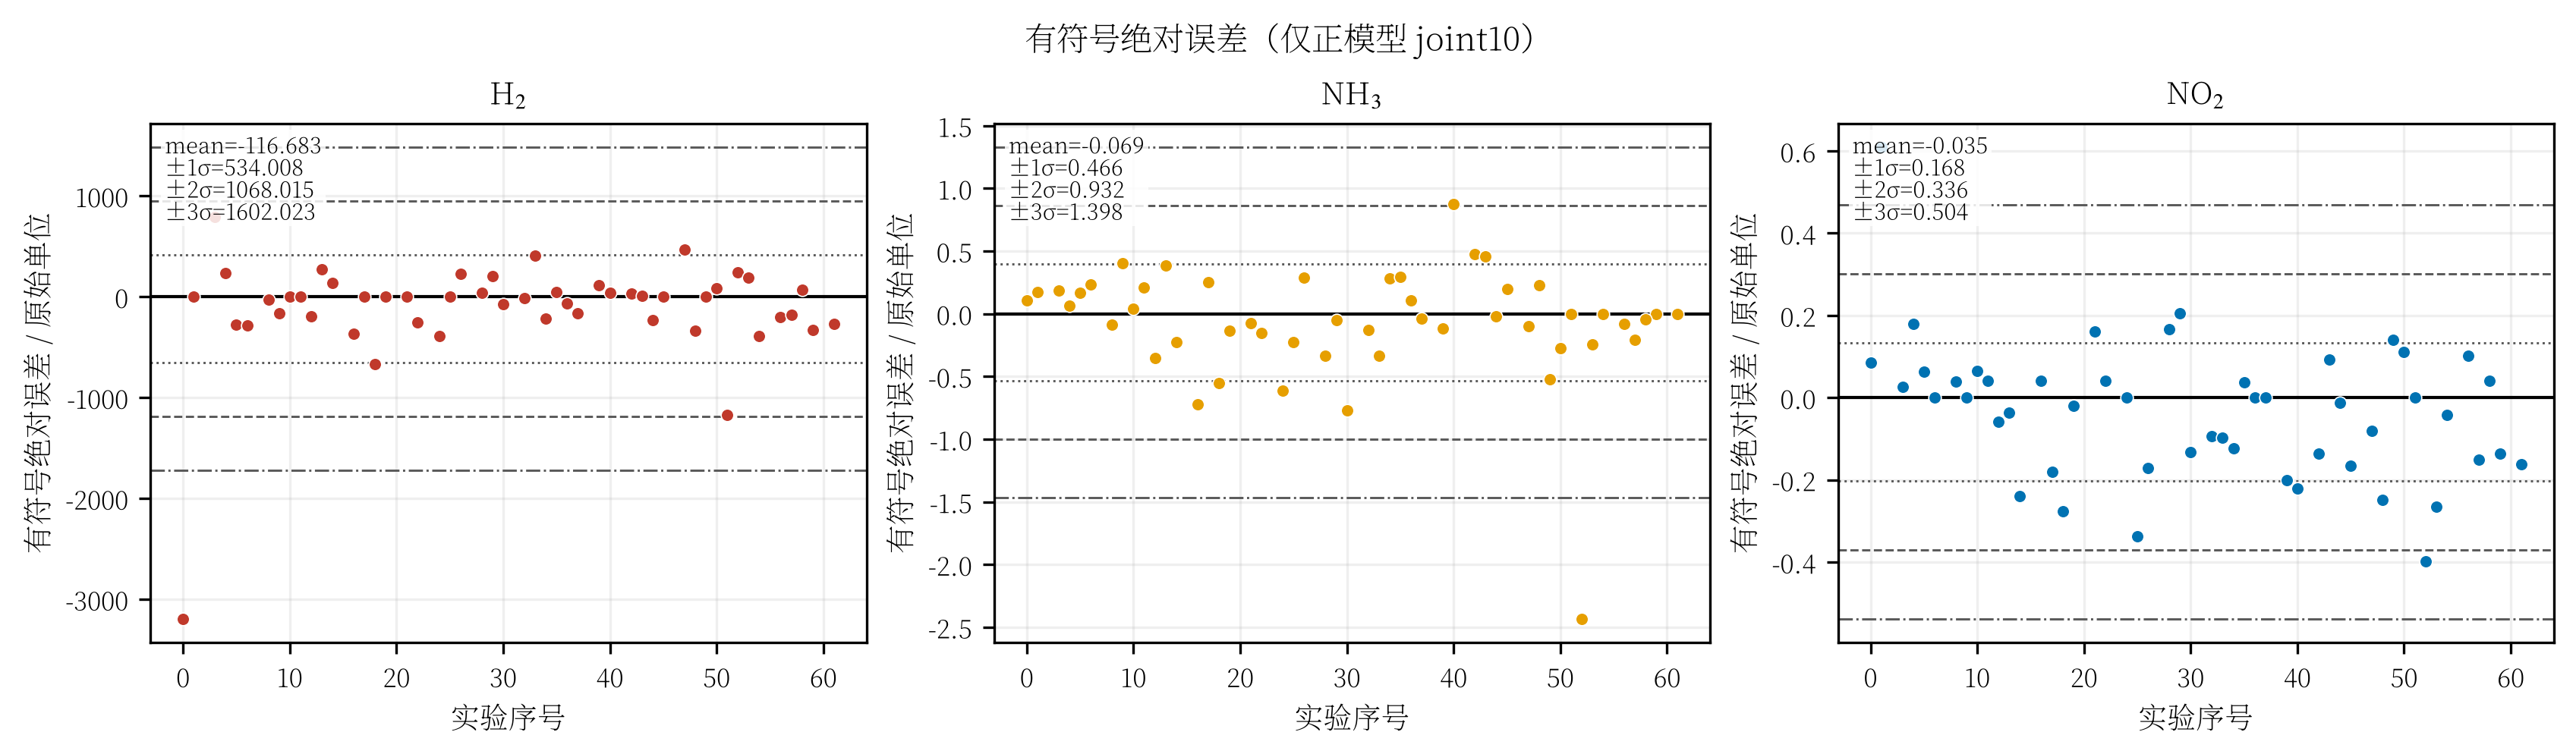 有符号绝对误差（仅正模型 joint10）
H₂
mean=-116.683
±1σ=534.008
±2σ=1068.015
±3σ=1602.023
1000
0
-1000
-2000
-3000
有符号绝对误差 / 原始单位
0 10 20 30 40 50 60
实验序号
NH₃
mean=-0.069
±1σ=0.466
±2σ=0.932
±3σ=1.398
1.5
1.0
0.5
0.0
-0.5
-1.0
-1.5
-2.0
-2.5
有符号绝对误差 / 原始单位
0 10 20 30 40 50 60
实验序号
NO₂
mean=-0.035
±1σ=0.168
±2σ=0.336
±3σ=0.504
0.6
0.4
0.2
0.0
-0.2
-0.4
有符号绝对误差 / 原始单位
0 10 20 30 40 50 60
实验序号